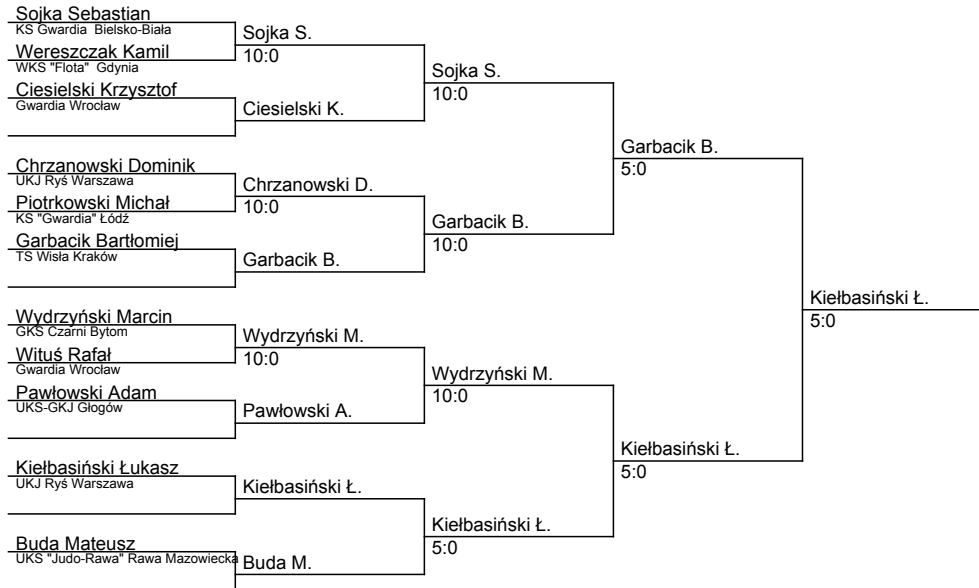 Sojka Sebastian
KS Gwardia Bielsko-Biała
Wereszczak Kamil
WKS "Flota" Gdynia
Ciesielski Krzysztof
Gwardia Wrocław
Chrzanowski Dominik
UKJ Ryś Warszawa
Piotrkowski Michał
KS "Gwardia" Łódź
Garbacik Bartłomiej
TS Wisła Kraków
Wydrzyński Marcin
GKS Czarni Bytom
Wituś Rafał
Gwardia Wrocław
Pawłowski Adam
UKS-GKJ Głogów
Kiełbasiński Łukasz
UKJ Ryś Warszawa
Buda Mateusz
UKS "Judo-Rawa" Rawa Mazowiecka
Sojka S.
10:0
Ciesielski K.
Chrzanowski D.
10:0
Garbacik B.
Wydrzyński M.
10:0
Pawłowski A.
Kiełbasiński Ł.
Buda M.
Sojka S.
10:0
Garbacik B.
10:0
Wydrzyński M.
10:0
Kiełbasiński Ł.
5:0
Garbacik B.
5:0
Kiełbasiński Ł.
5:0
Kiełbasiński Ł.
5:0